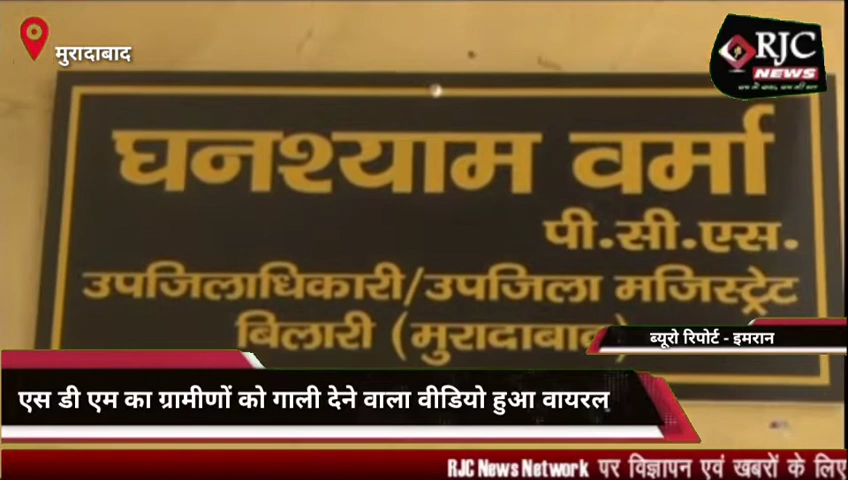 मुरादाबाद
RJC
NEWS
घनश्याम वर्मा
पी.सी.एस.
उपजिलाधिकारी/उपजिला मजिस्ट्रेट
बिलारी (मुरादाबाद)
ब्यूरो रिपोर्ट - इमरान
एस डी एम का ग्रामीणों को गाली देने वाला वीडियो हुआ वायरल
RJC News Network पर विज्ञापन एवं खबरों के लिए